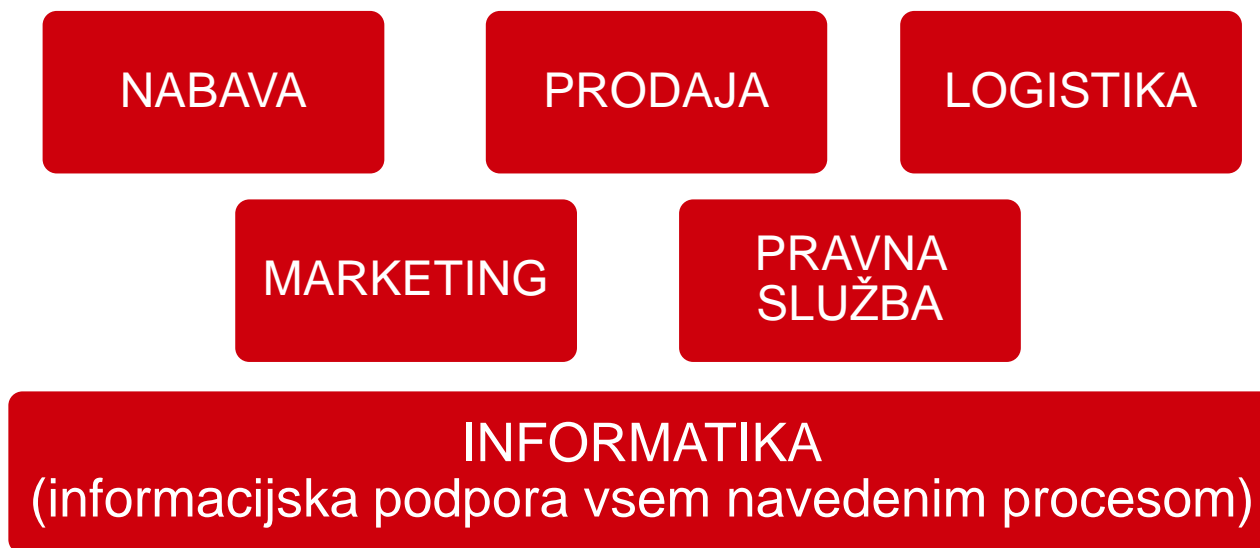 NABAVA
PRODAJA
LOGISTIKA
MARKETING
PRAVNA
SLUŽBA
INFORMATIKA
(informacijska podpora vsem navedenim procesom)